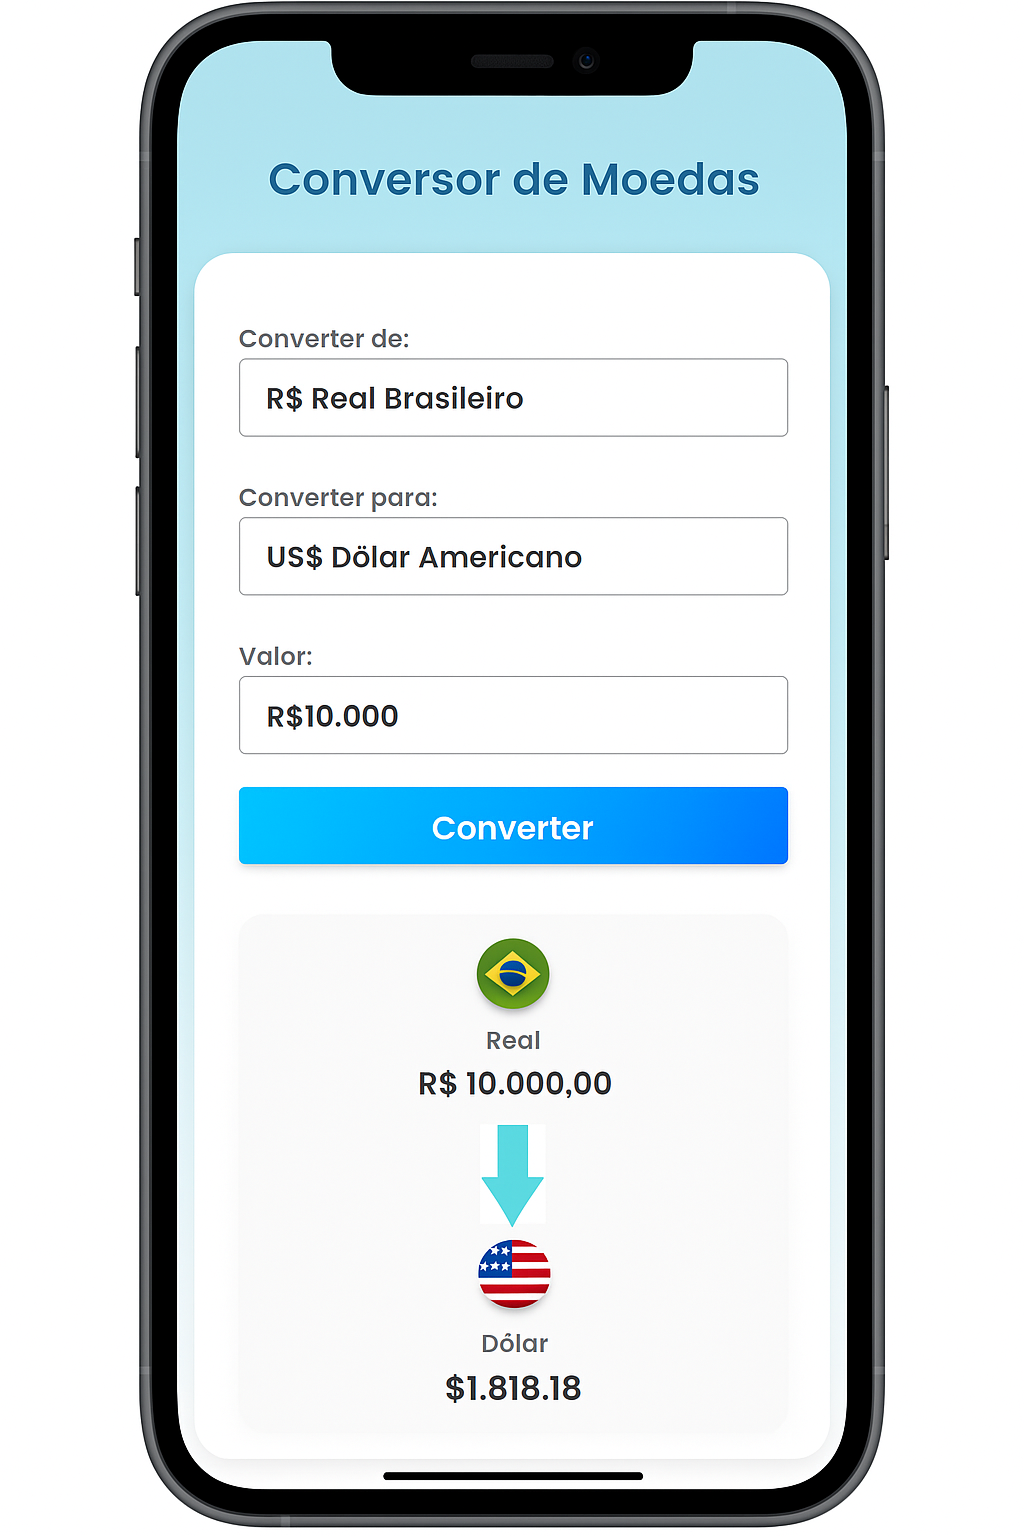 Conversor de Moedas
Converter de:
R$ Real Brasileiro
Converter para:
US$ Dölar Americano
Valor:
R$10.000
Converter
Real
R$ 10.000,00
Dỏlar
$1.818.18